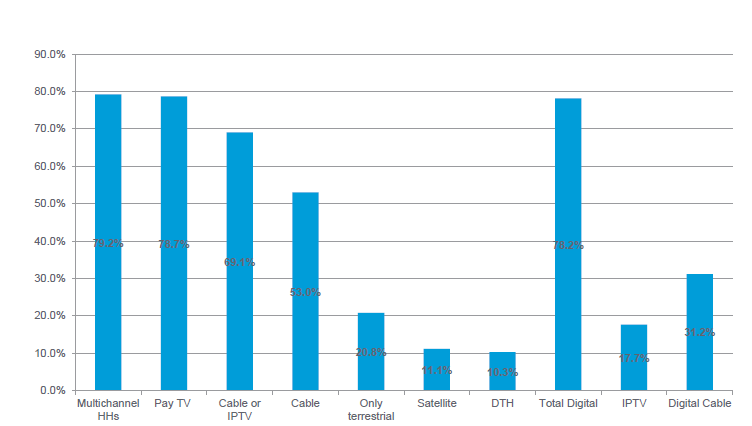 90.0%
80.0%
70.0%
60.0%
50.0%
40.0%
30.0%
20.0%
10.0%
0.0%
79.2%
78.7%
69.1%
53.0%
20.8%
11.1%
10.3%
78.2%
17.7%
31.2%
Multichannel
HHs
Pay TV
Cable or
IPTV
Cable
Only
terrestrial
Satellite
DTH
Total Digital
IPTV
Digital Cable